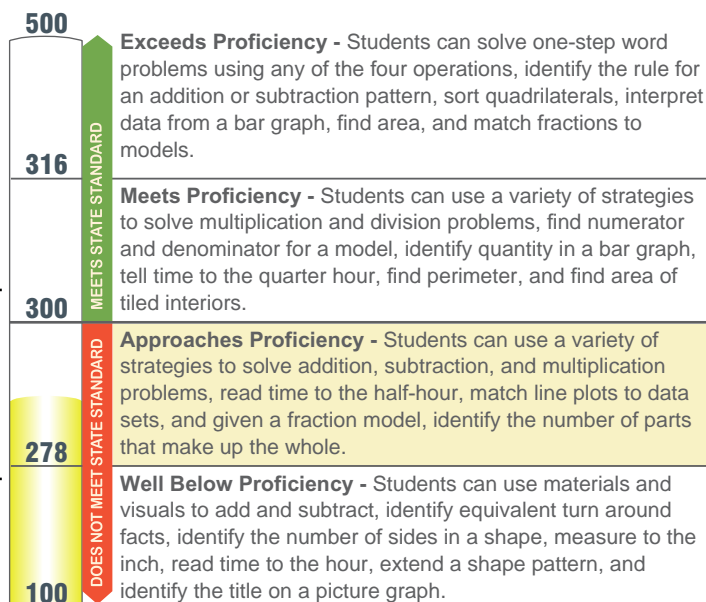 500
Exceeds Proficiency - Students can solve one-step word
problems using any of the four operations, identify the rule for
an addition or subtraction pattern, sort quadrilaterals, interpret
data from a bar graph, find area, and match fractions to
models.
316
MEETS STATE STANDARD
Meets Proficiency - Students can use a variety of strategies
to solve multiplication and division problems, find numerator
and denominator for a model, identify quantity in a bar graph,
tell time to the quarter hour, find perimeter, and find area of
tiled interiors.
300
Approaches Proficiency - Students can use a variety of
strategies to solve addition, subtraction, and multiplication
problems, read time to the half-hour, match line plots to data
sets, and given a fraction model, identify the number of parts
that make up the whole.
278
DOES NOT MEET STATE STANDARD
Well Below Proficiency - Students can use materials and
visuals to add and subtract, identify equivalent turn around
facts, identify the number of sides in a shape, measure to the
inch, read time to the hour, extend a shape pattern, and
identify the title on a picture graph.
100